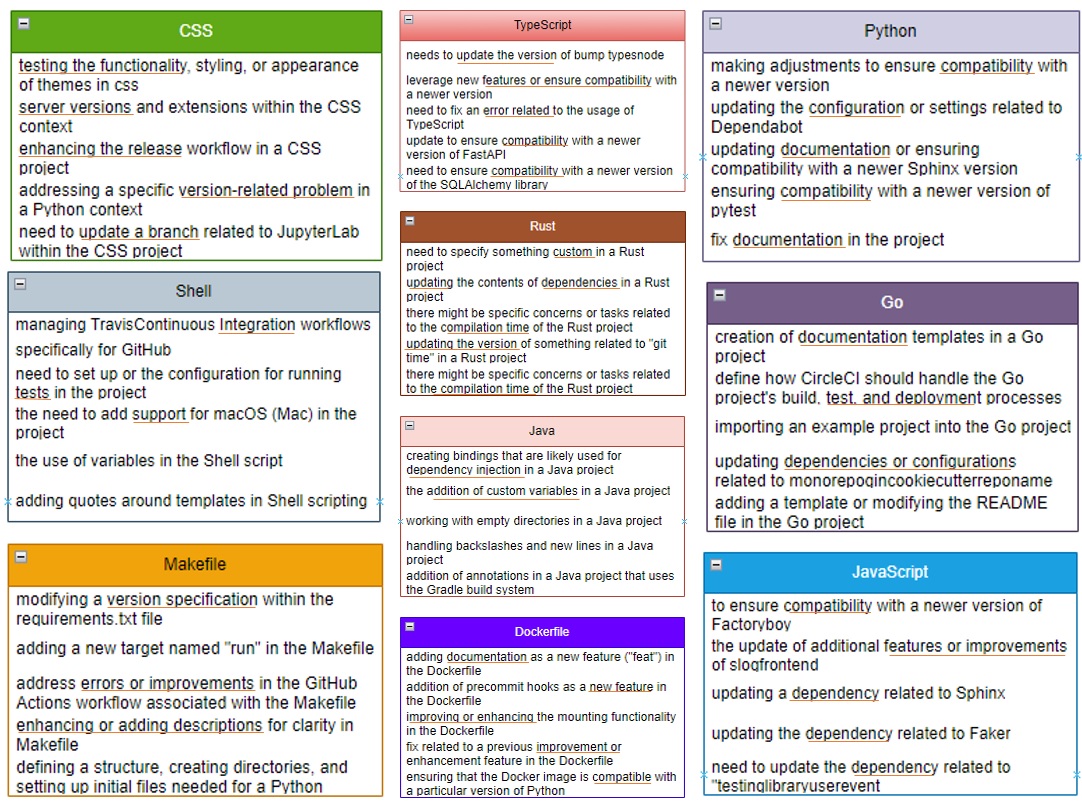 CSS
testing the functionality, styling, or appearance
of themes in css
server versions and extensions within the CSS
context
enhancing the release workflow in a CSS
project
addressing a specific version-related problem in
a Python context
need to update a branch related to JupyterLab
within the CSS project
Shell
managing TravisContinuous Integration workflows
specifically for GitHub
need to set up or the configuration for running
tests in the project
the need to add support for macOS (Mac) in the
project
the use of variables in the Shell script
adding quotes around templates in Shell scripting
Makefile
modifying a version specification within the
requirements.txt file
adding a new target named "run" in the Makefile
address errors or improvements in the GitHub
Actions workflow associated with the Makefile
enhancing or adding descriptions for clarity in
Makefile
defining a structure, creating directories, and
setting up initial files needed for a Python
TypeScript
needs to update the version of bump typesnode
leverage new features or ensure compatibility with
a newer version
need to fix an error related to the usage of
TypeScript
update to ensure compatibility with a newer
version of FastAPI
need to ensure compatibility with a newer version
of the SQLAlchemy library
Rust
need to specify something custom in a Rust
project
updating the contents of dependencies in a Rust
project
there might be specific concerns or tasks related
to the compilation time of the Rust project
updating the version of something related to "git
time" in a Rust project
there might be specific concerns or tasks related
to the compilation time of the Rust project
Java
creating bindings that are likely used for
dependency injection in a Java project
the addition of custom variables in a Java project
working with empty directories in a Java project
handling backslashes and new lines in a Java
project
addition of annotations in a Java project that uses
the Gradle build system
Dockerfile
adding documentation as a new feature ("feat") in
the Dockerfile
addition of precommit hooks as a new feature in
the Dockerfile
improving or enhancing the mounting functionality
in the Dockerfile
fix related to a previous improvement or
enhancement feature in the Dockerfile
ensuring that the Docker image is compatible with
a particular version of Python
Python
making adjustments to ensure compatibility with
a newer version
updating the configuration or settings related to
Dependabot
updating documentation or ensuring
compatibility with a newer Sphinx version
ensuring compatibility with a newer version of
pytest
fix documentation in the project
Go
creation of documentation templates in a Go
project
define how CircleCI should handle the Go
project's build, test, and deployment processes
importing an example project into the Go project
updating dependencies or configurations
related to monorepoqincookiecutterreponame
adding a template or modifying the README
file in the Go project
JavaScript
to ensure compatibility with a newer version of
Factoryboy
the update of additional features or improvements
of slogfrontend
updating a dependency related to Sphinx
updating the dependency related to Faker
need to update the dependency related to
"testinglibraryuserevent